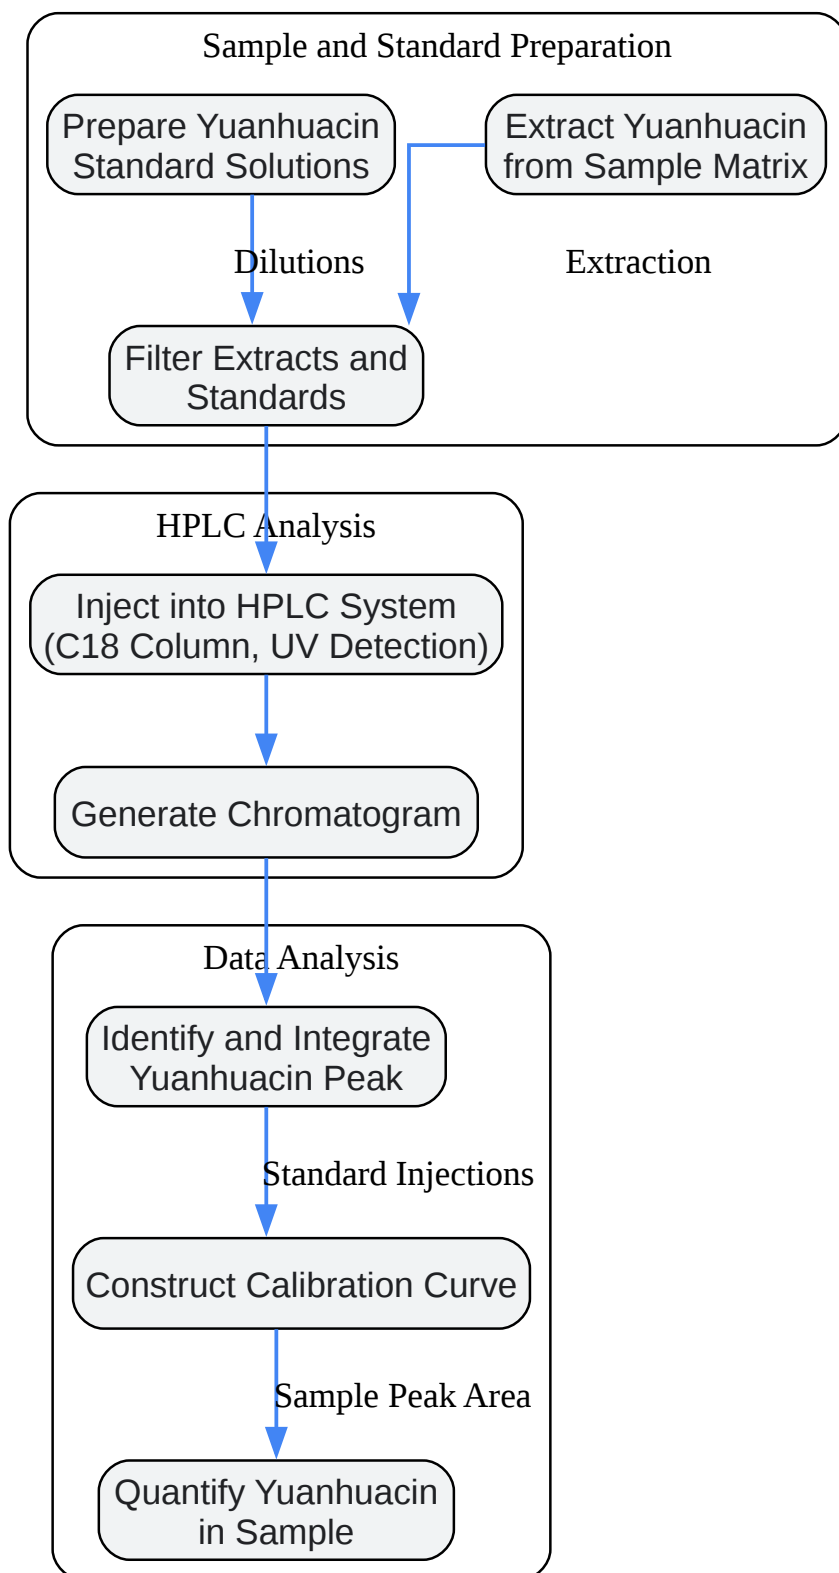 Sample and Standard Preparation
Prepare Yuanhuacin
Standard Solutions
Extract Yuanhuacin
from Sample Matrix
Dilutions
Extraction
Filter Extracts and
Standards
HPLC Analysis
Inject into HPLC System
(C18 Column, UV Detection)
Generate Chromatogram
Data Analysis
Identify and Integrate
Yuanhuacin Peak
Standard Injections
Construct Calibration Curve
Sample Peak Area
Quantify Yuanhuacin
in Sample